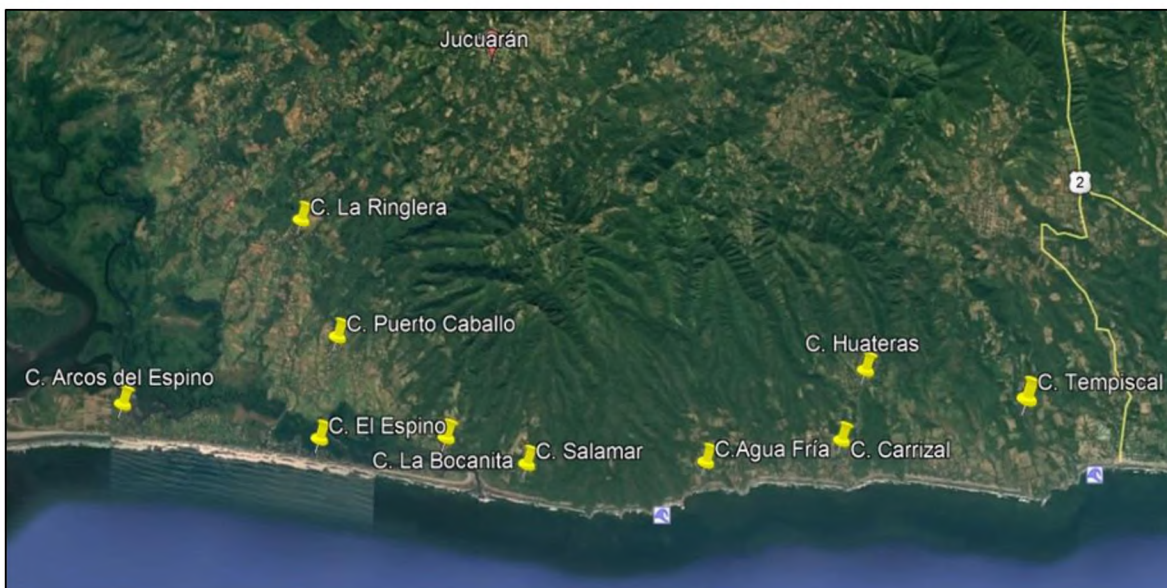 Jucuarán
2
C. La Ringlera
C. Puerto Caballo
C. Huateras
C. Arcos del Espino
C. Tempiscal
C. El Espino
C. La Bocanita
C. Salamar
C.Agua Fría
C. Carrizal